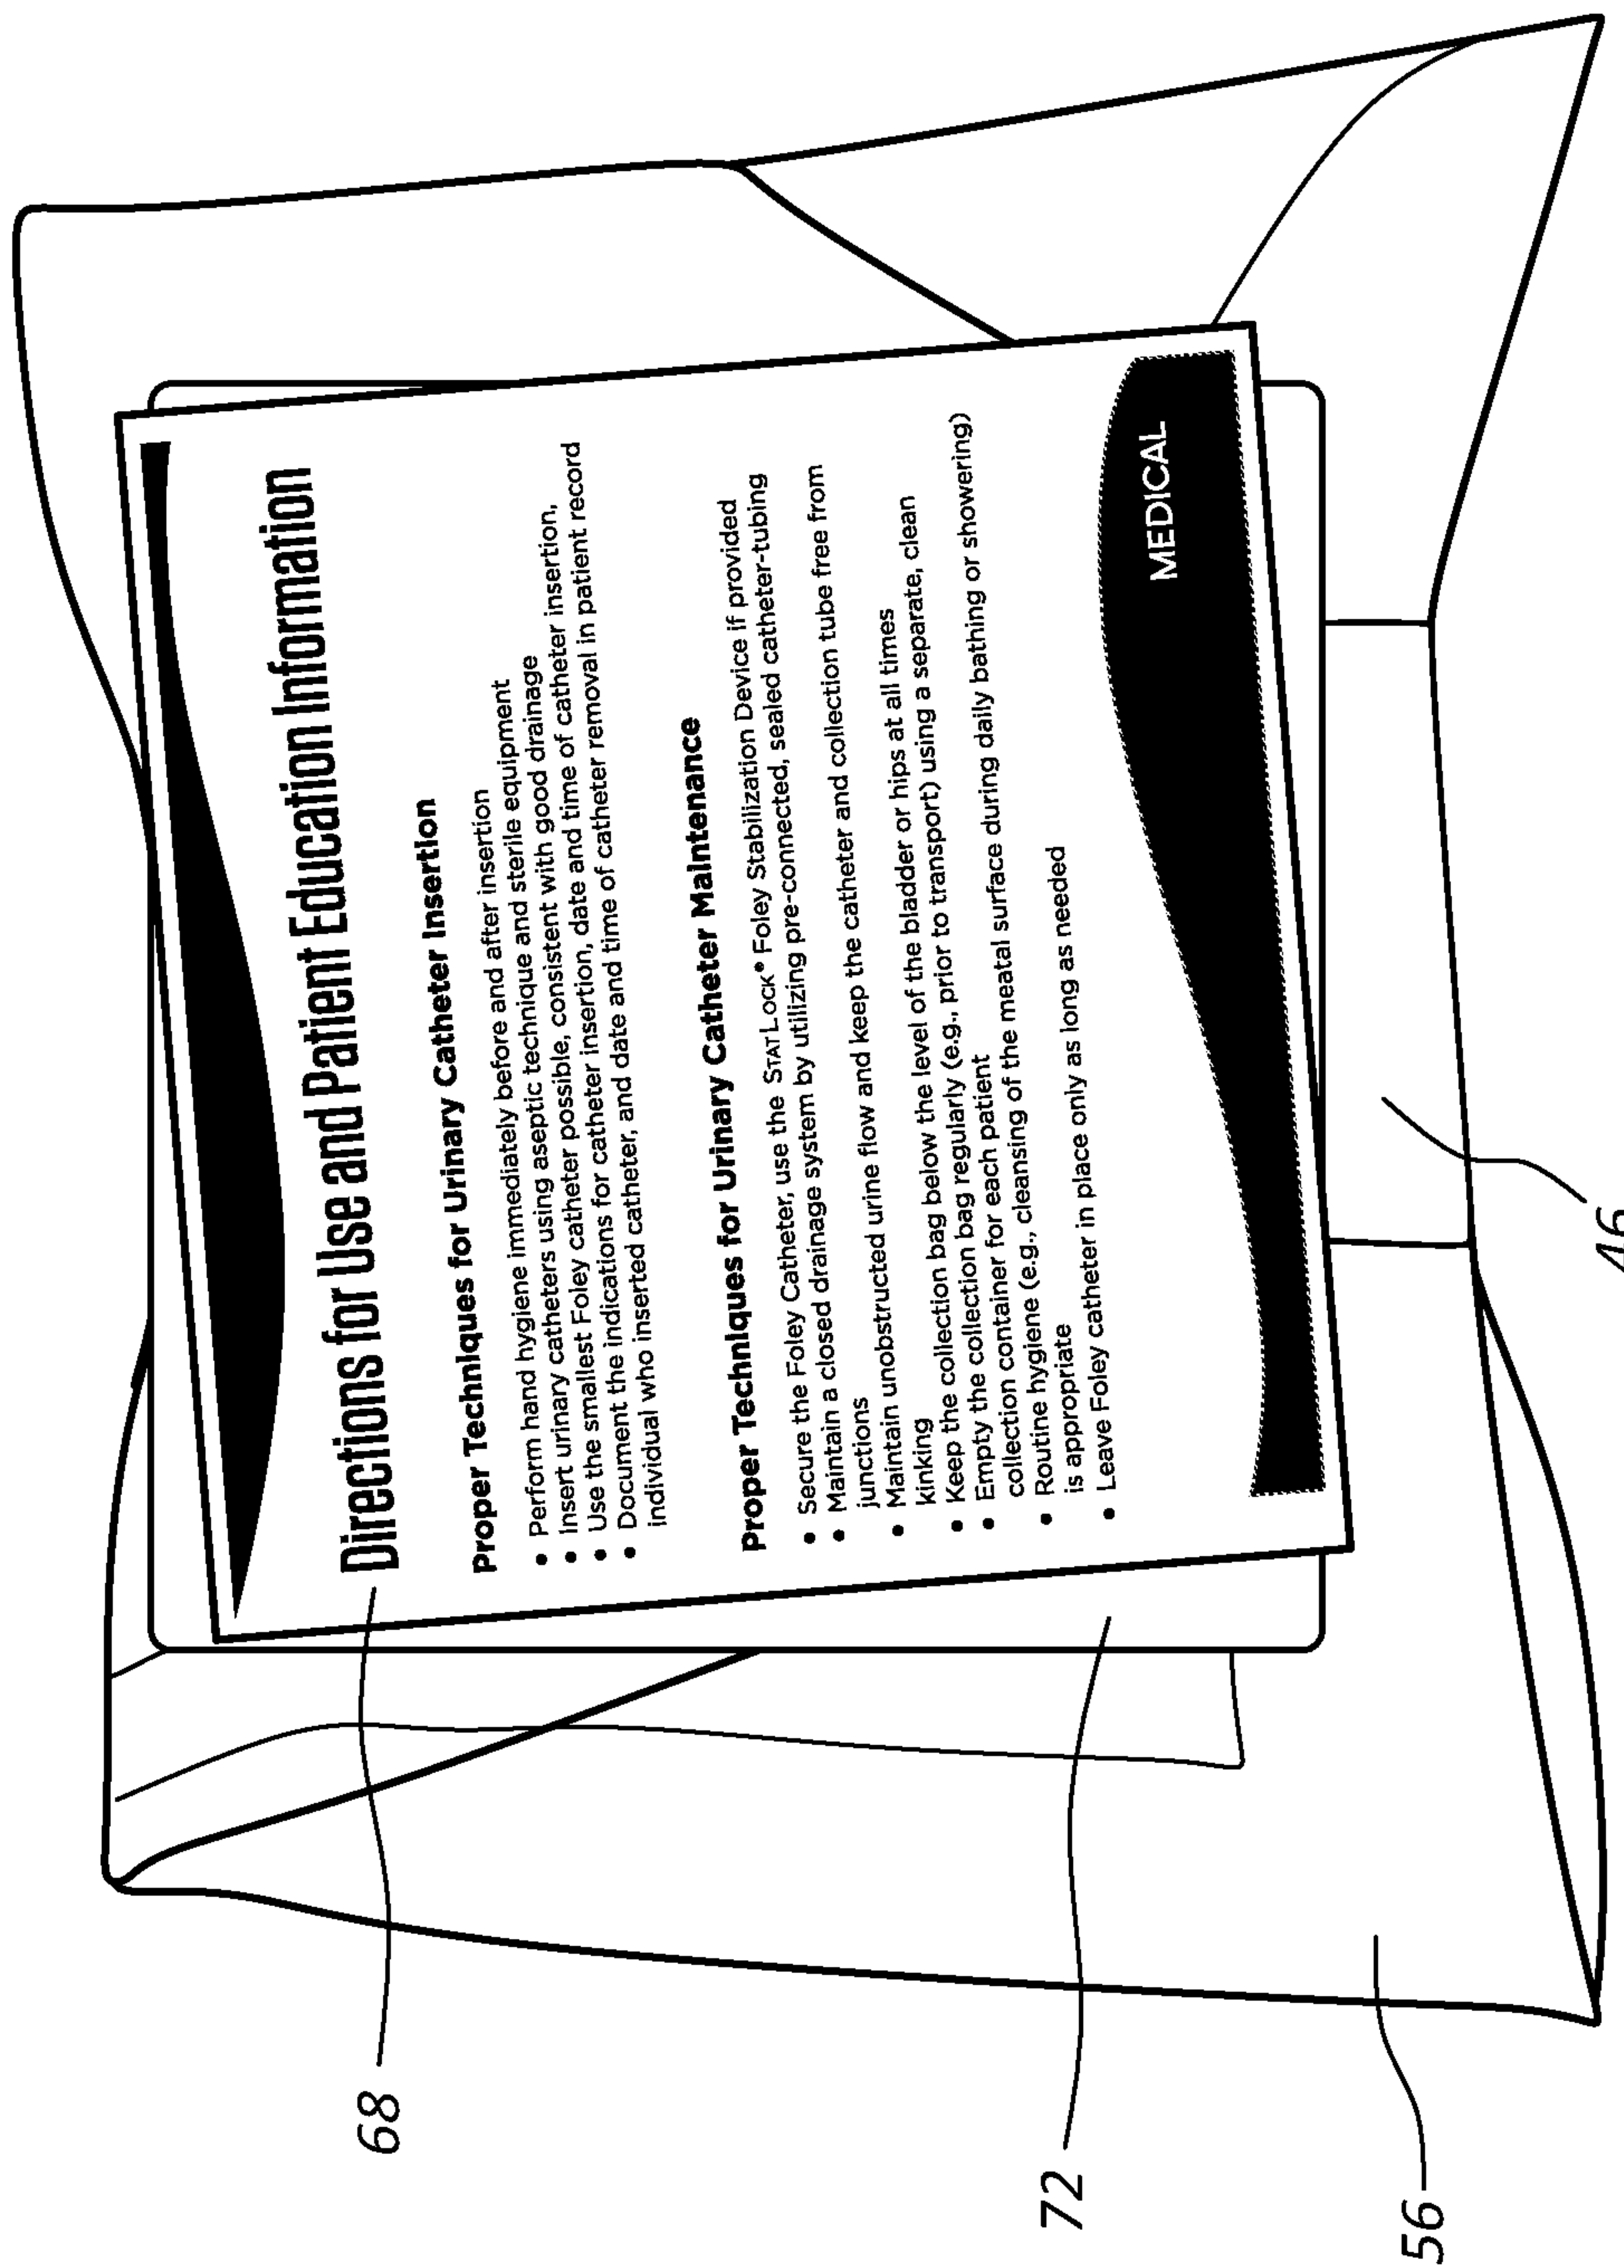 Directions for Use and Patient Education Information
Proper Techniques for Urinary Catheter Insertion
• Perform hand hygiene immediately before and after insertion
• Insert urinary catheters using aseptic technique and sterile equipment
• Use the smallest Foley catheter possible, consistent with good drainage
• Document the indications for catheter insertion, date and time of catheter insertion,
individual who inserted catheter, and date and time of catheter removal in patient record
Proper Techniques for Urinary Catheter Maintenance
• Secure the Foley Catheter, use the STATLOCK® Foley Stabilization Device if provided
• Maintain a closed drainage system by utilizing pre-connected, sealed catheter-tubing
junctions
• Maintain unobstructed urine flow and keep the catheter and collection tube free from
kinking
• Keep the collection bag below the level of the bladder or hips at all times
• Empty the collection bag regularly (e.g., prior to transport) using a separate, clean
collection container for each patient
• Routine hygiene (e.g., cleansing of the meatal surface during daily bathing or showering)
is appropriate
• Leave Foley catheter in place only as long as needed
MEDICAL
68
72
56
46